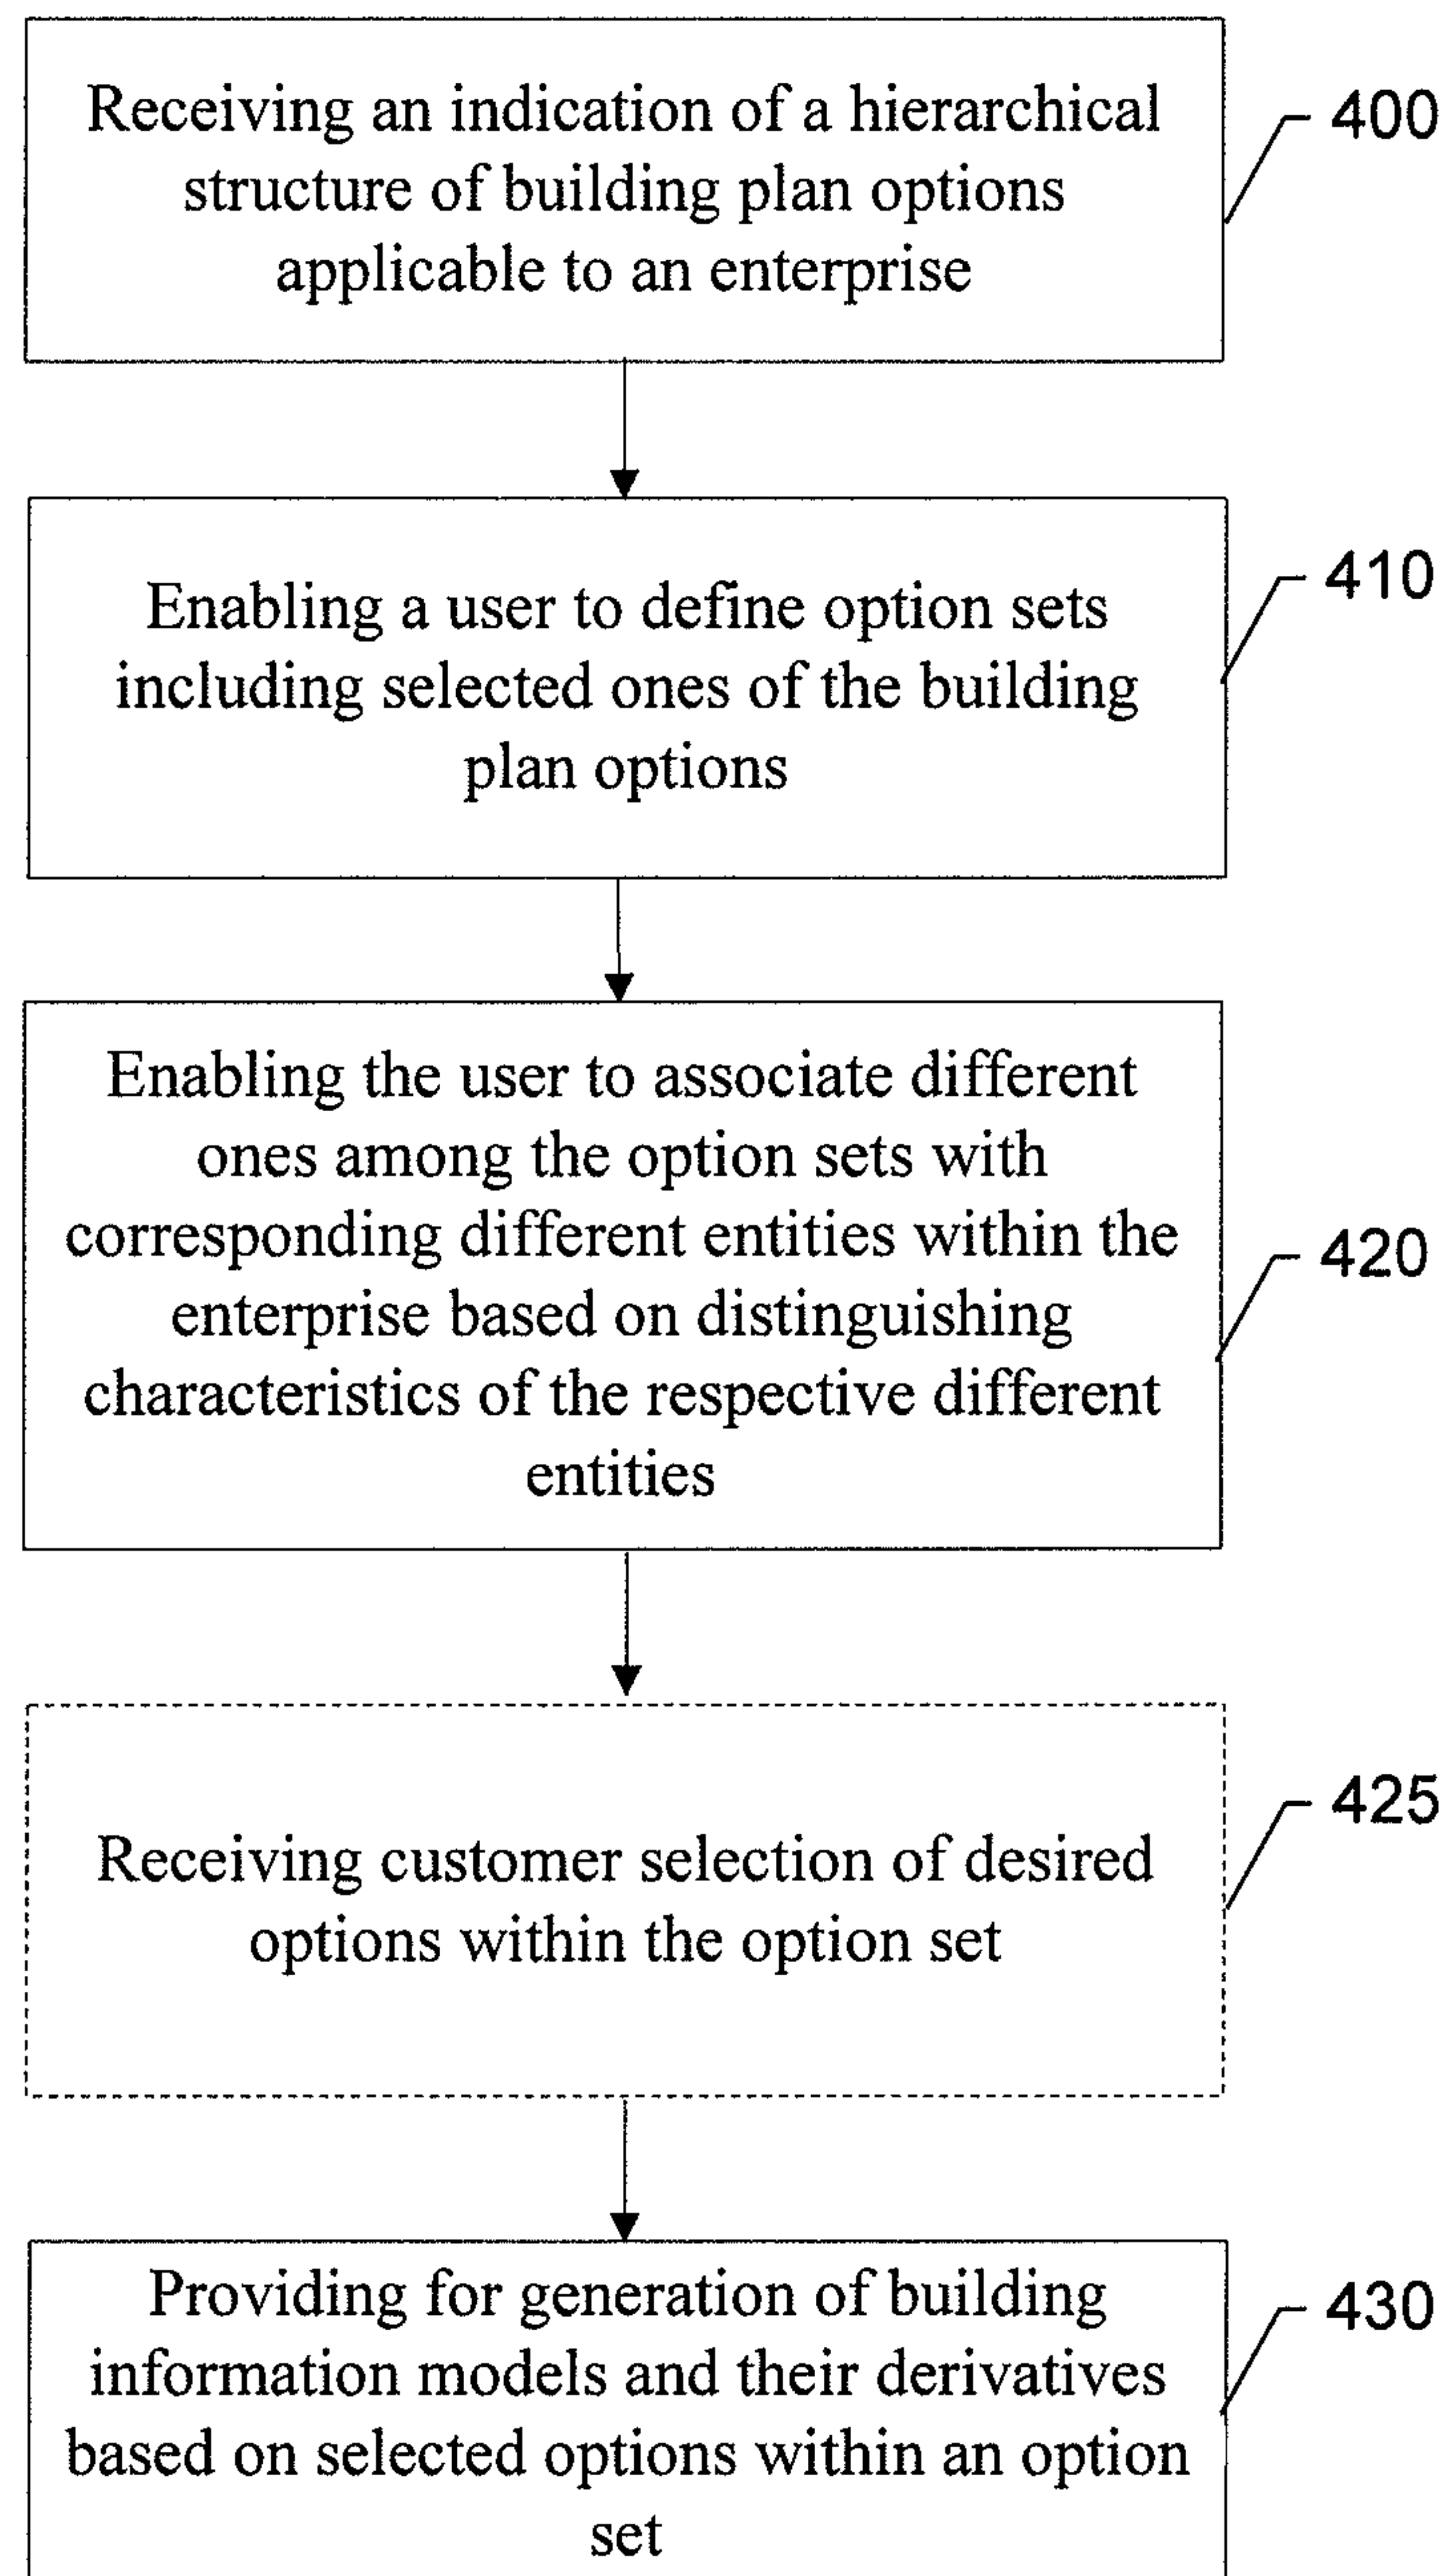 Receiving an indication of a hierarchical
structure of building plan options
applicable to an enterprise
400
Enabling a user to define option sets
including selected ones of the building
plan options
410
Enabling the user to associate different
ones among the option sets with
corresponding different entities within the
enterprise based on distinguishing
characteristics of the respective different
entities
420
Receiving customer selection of desired
options within the option set
425
Providing for generation of building
information models and their derivatives
based on selected options within an option
set
430